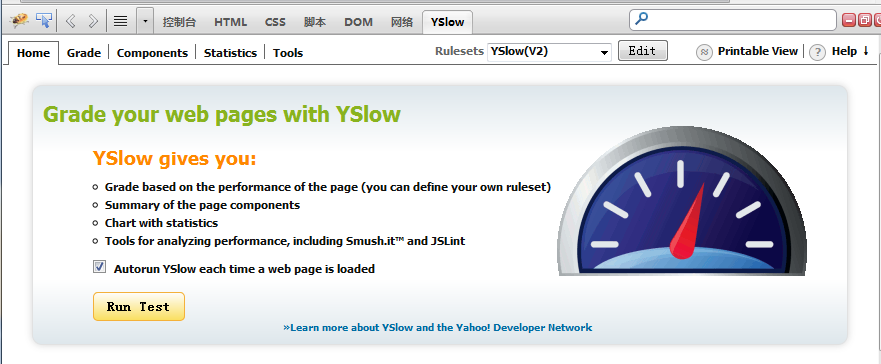 控制台 HTML CSS 脚本 DOM 网络 YSlow
Home Grade Components Statistics Tools Rulesets YSlow(V2) Edit Printable View ? Help ↓
Grade your web pages with YSlow
YSlow gives you:
Grade based on the performance of the page (you can define your own ruleset)
Summary of the page components
Chart with statistics
Tools for analyzing performance, including Smush.it™ and JSLint
Autorun YSlow each time a web page is loaded
Run Test
»Learn more about YSlow and the Yahoo! Developer Network